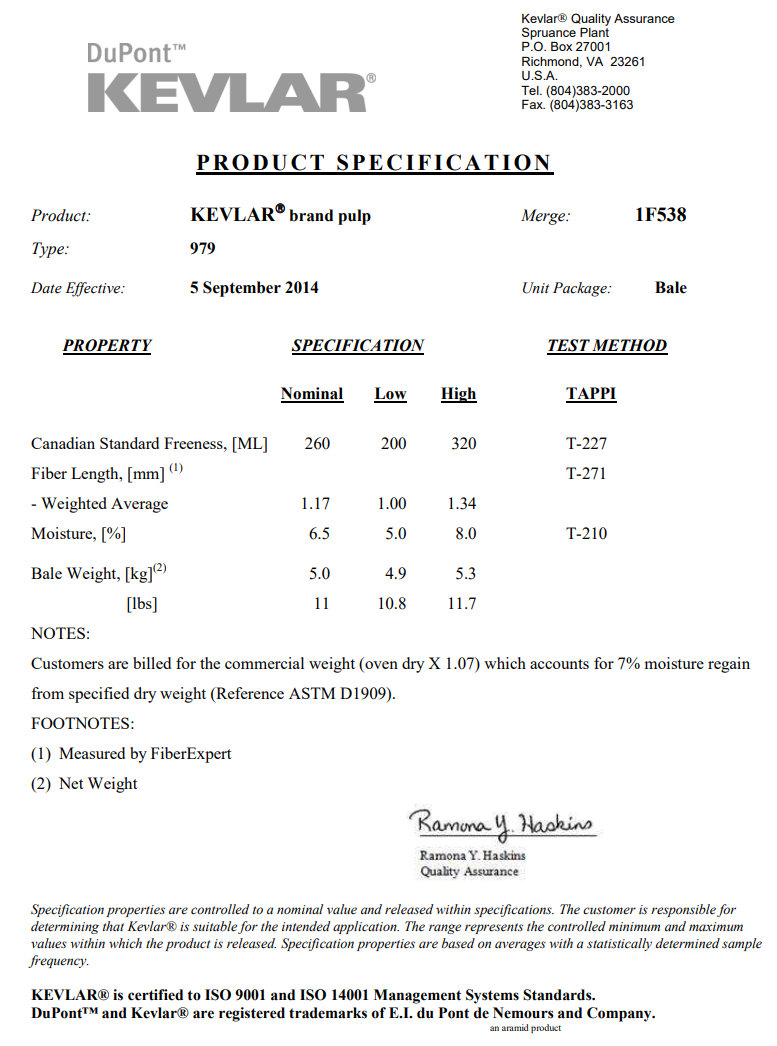 Kevlar® Quality Assurance
Spruance Plant
P.O. Box 27001
Richmond, VA  23261
U.S.A.
Tel. (804)383-2000
Fax. (804)383-3163
DuPont™
KEVLAR®
PRODUCT SPECIFICATION
Product: KEVLAR® brand pulp Merge: 1F538
Type: 979
Date Effective: 5 September 2014 Unit Package: Bale
PROPERTY SPECIFICATION TEST METHOD
Nominal Low High TAPPI
Canadian Standard Freeness, [ML] 260 200 320 T-227
Fiber Length, [mm] (1) T-271
- Weighted Average 1.17 1.00 1.34
Moisture, [%] 6.5 5.0 8.0 T-210
Bale Weight, [kg](2) 5.0 4.9 5.3
[lbs] 11 10.8 11.7
NOTES:
Customers are billed for the commercial weight (oven dry X 1.07) which accounts for 7% moisture regain
from specified dry weight (Reference ASTM D1909).
FOOTNOTES:
(1) Measured by FiberExpert
(2) Net Weight
Ramona Y. Haskins
Ramona Y. Haskins
Quality Assurance
Specification properties are controlled to a nominal value and released within specifications. The customer is responsible for
determining that Kevlar® is suitable for the intended application. The range represents the controlled minimum and maximum
values within which the product is released. Specification properties are based on averages with a statistically determined sample
frequency.
KEVLAR® is certified to ISO 9001 and ISO 14001 Management Systems Standards.
DuPont™ and Kevlar® are registered trademarks of E.I. du Pont de Nemours and Company.
an aramid product